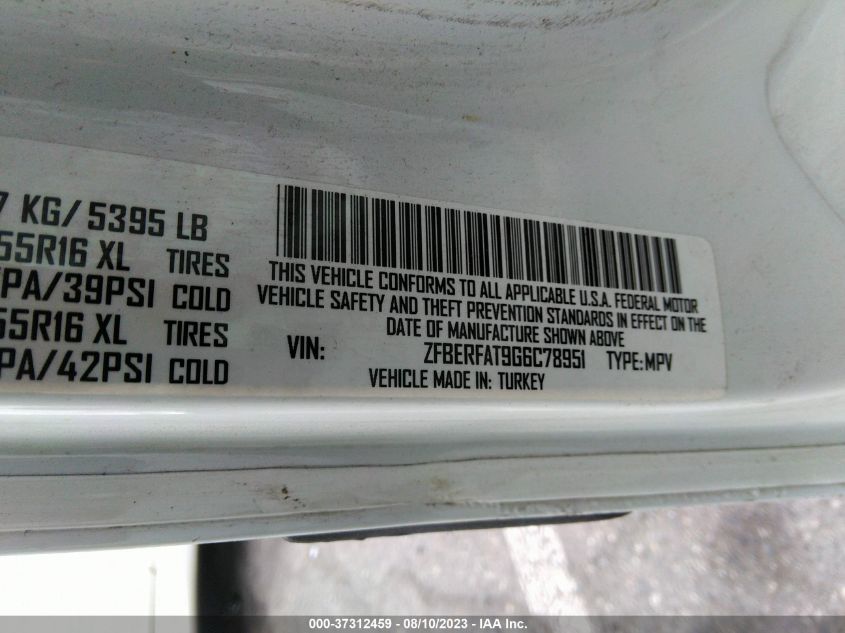 7 KG/ 5395 LB
55R16 XL TIRES
PA/39PSI COLD
55R16 XL TIRES
PA/42PSI COLD
THIS VEHICLE CONFORMS TO ALL APPLICABLE U.S.A. FEDERAL MOTOR
VEHICLE SAFETY AND THEFT PREVENTION STANDARDS IN EFFECT ON THE
DATE OF MANUFACTURE SHOWN ABOVE
VIN: ZFBERFAT9G6C78951 TYPE: MPV
VEHICLE MADE IN: TURKEY
000-37312459 - 08/10/2023 - IAA Inc.